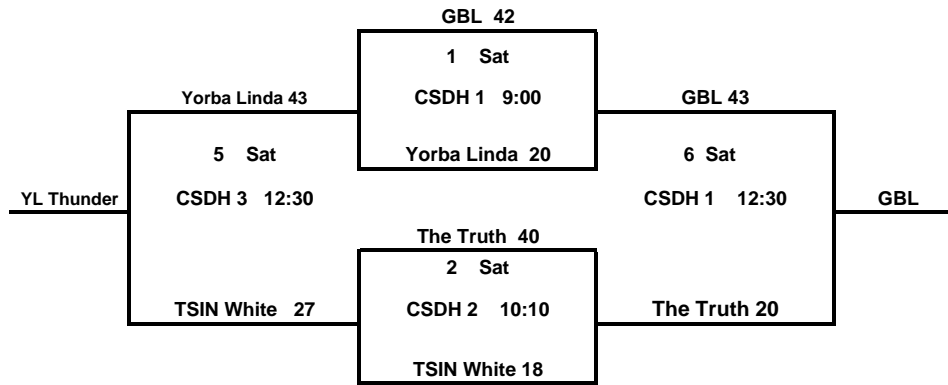 GBL 42
1 Sat
Yorba Linda 43
CSDH 1 9:00
GBL 43
5 Sat
Yorba Linda 20
6 Sat
YL Thunder
CSDH 3 12:30
CSDH 1 12:30
GBL
The Truth 40
2 Sat
TSIN White 27
CSDH 2 10:10
The Truth 20
TSIN White 18